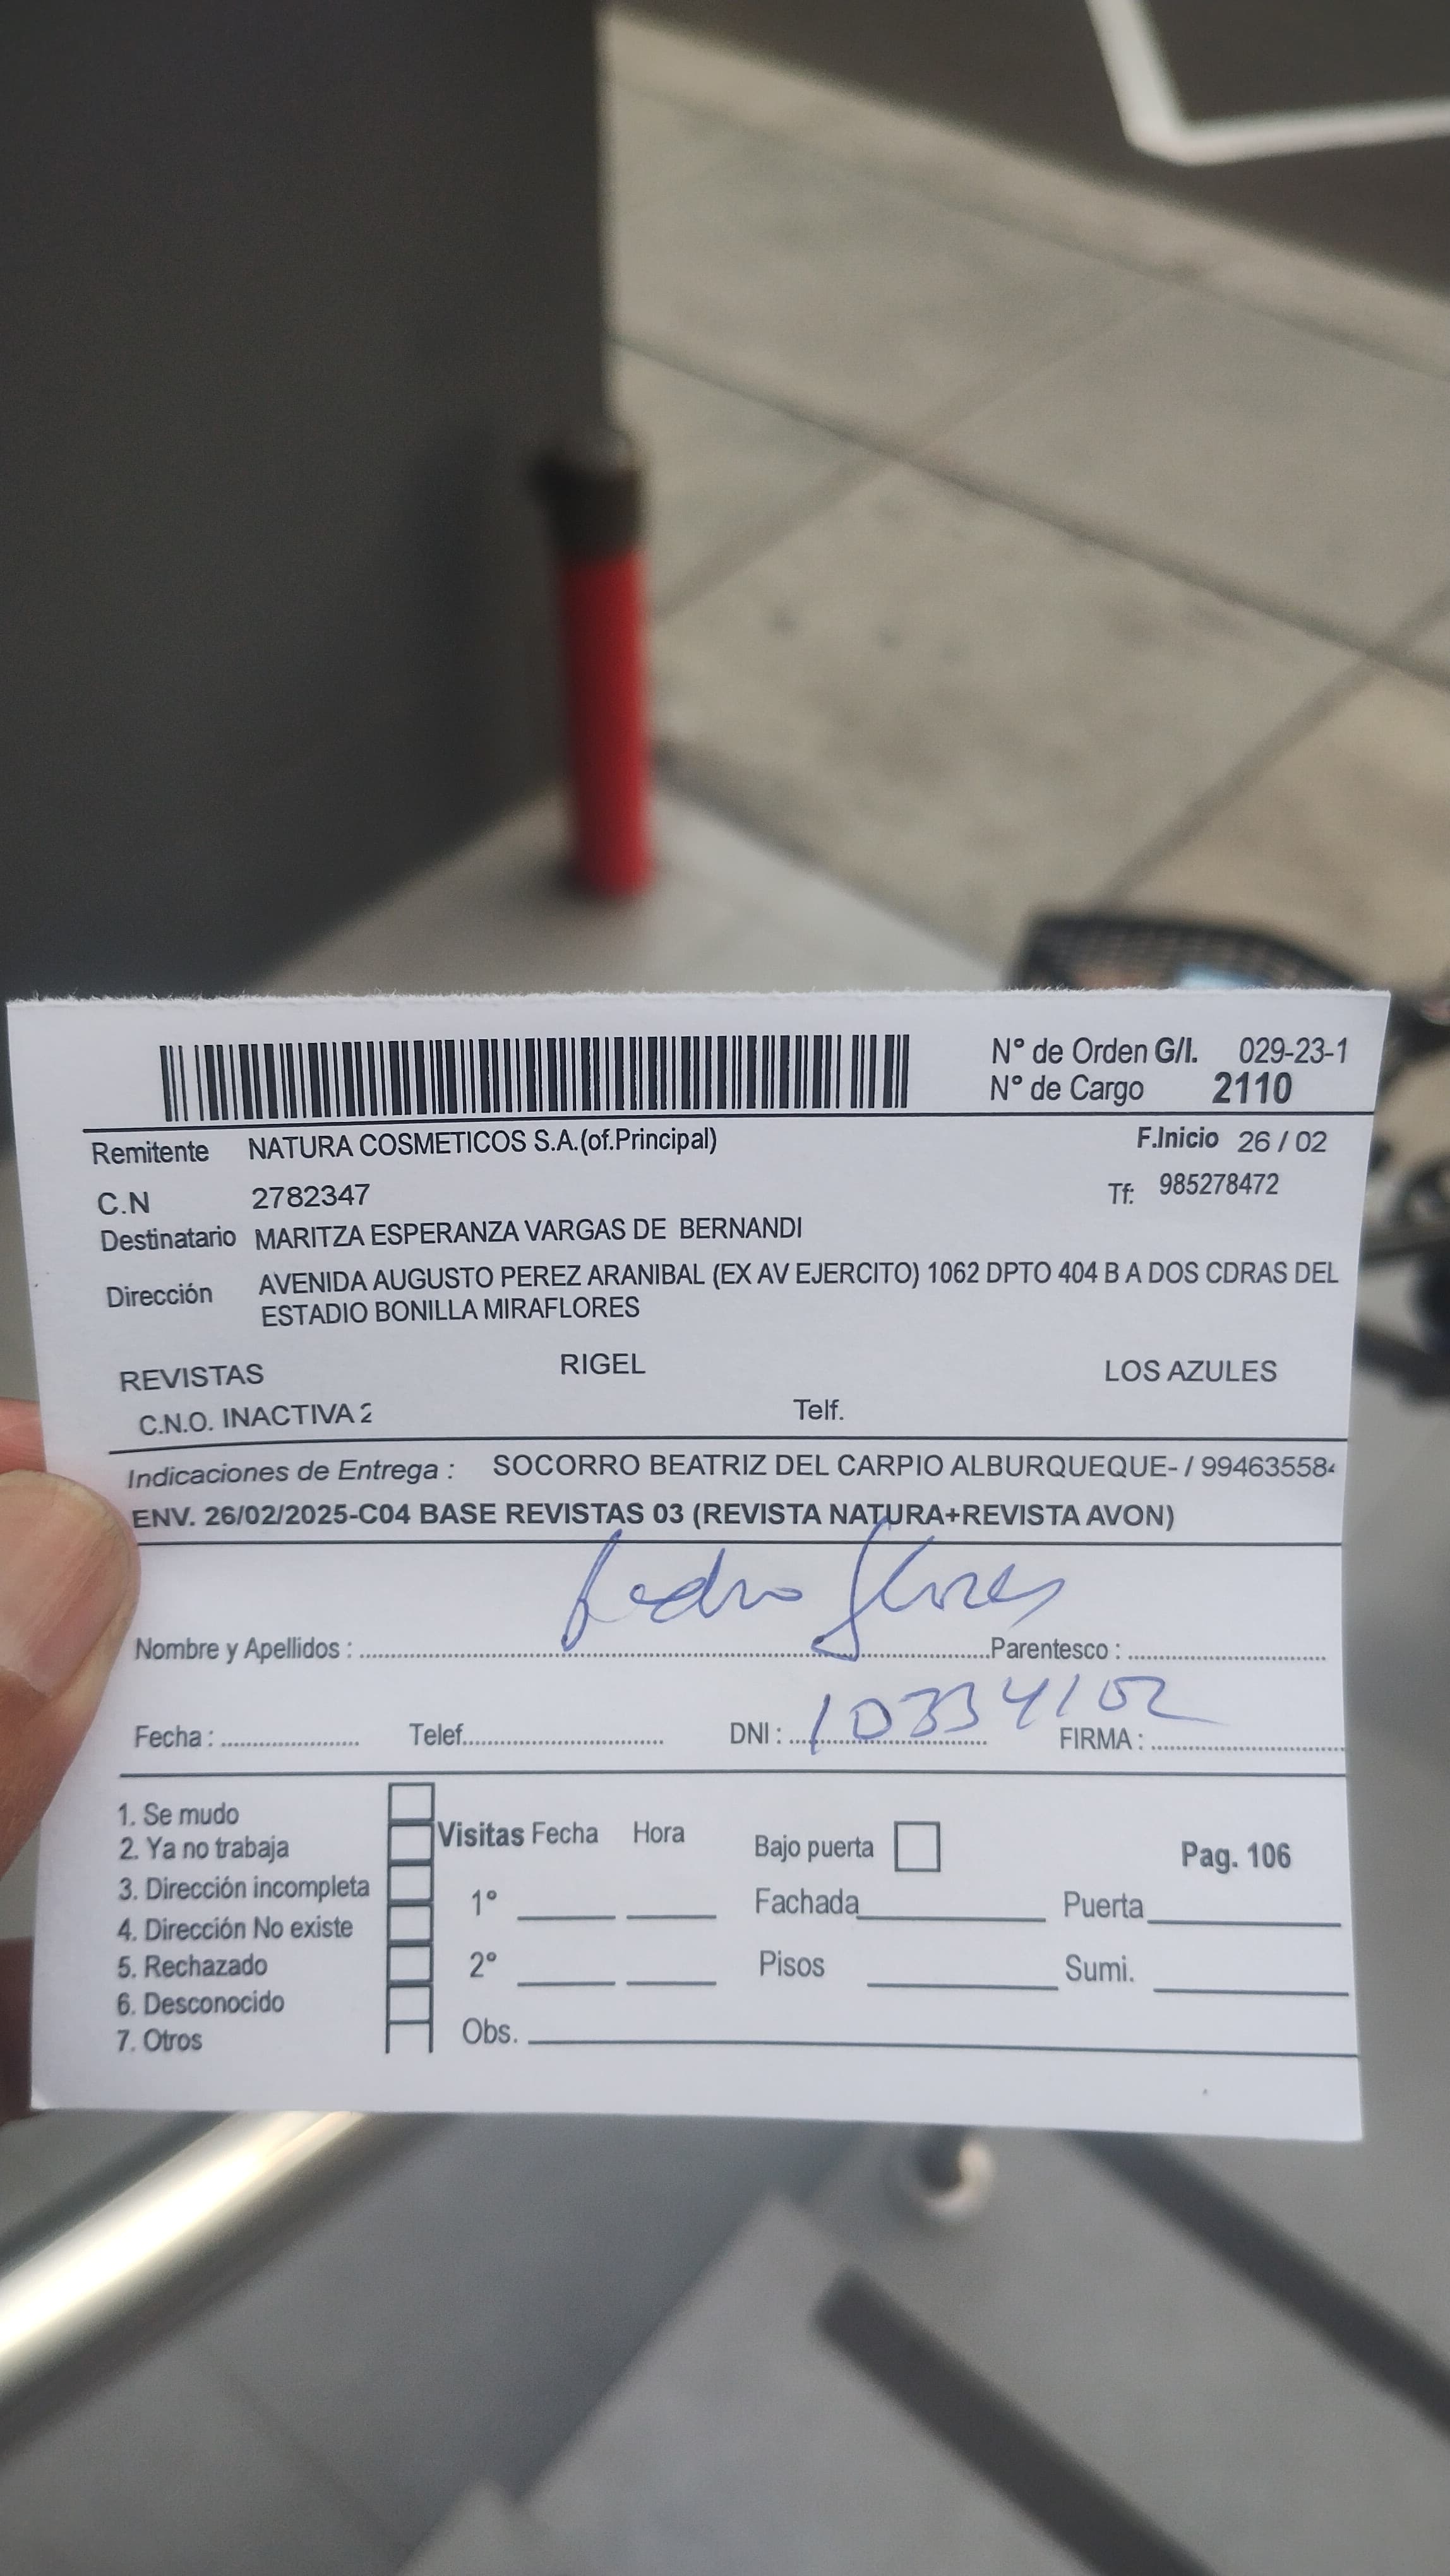 N° de Orden G/I. 029-23-1
N° de Cargo 2110
Remitente NATURA COSMETICOS S.A.(of.Principal) F.Inicio 26 / 02
C.N 2782347 Tf: 985278472
Destinatario MARITZA ESPERANZA VARGAS DE BERNANDI
Dirección AVENIDA AUGUSTO PEREZ ARANIBAL (EX AV EJERCITO) 1062 DPTO 404 B A DOS CDRAS DEL
ESTADIO BONILLA MIRAFLORES
REVISTAS RIGEL LOS AZULES
C.N.O. INACTIVA 2 Telf.
Indicaciones de Entrega : SOCORRO BEATRIZ DEL CARPIO ALBURQUEQUE- / 99463558
ENV. 26/02/2025-C04 BASE REVISTAS 03 (REVISTA NATURA+REVISTA AVON)
Pedro Flores
Nombre y Apellidos : Parentesco :
Fecha : Telef. DNI : 10334102 FIRMA :
1. Se mudo
2. Ya no trabaja
3. Dirección incompleta
4. Dirección No existe
5. Rechazado
6. Desconocido
7. Otros
Visitas Fecha Hora
1°
2°
Obs.
Bajo puerta
Fachada
Pisos
Pag. 106
Puerta
Sumi.